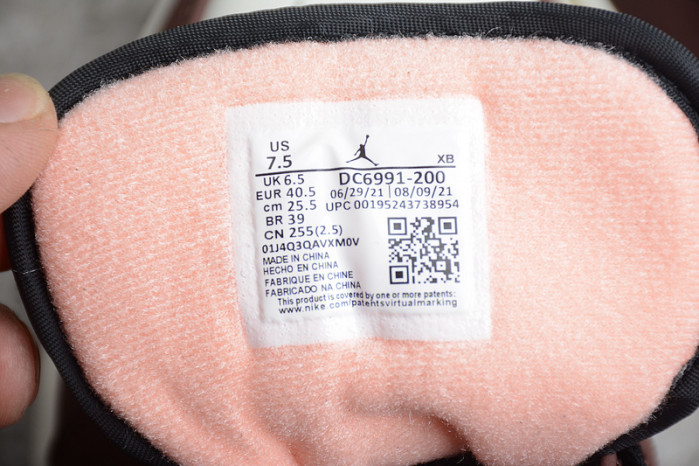 US
7.5
XB
UK 6.5 DC6991-200
EUR 40.5 06/29/21 | 08/09/21
cm 25.5 UPC 00195243738954
BR 39
CN 255(2.5)
01J4Q3QAVXM0V
MADE IN CHINA
HECHO EN CHINA
FABRIQUE EN CHINE
FABRICADO NA CHINA
This product is covered by one or more patents:
www.nike.com/patentsvirtualmarking